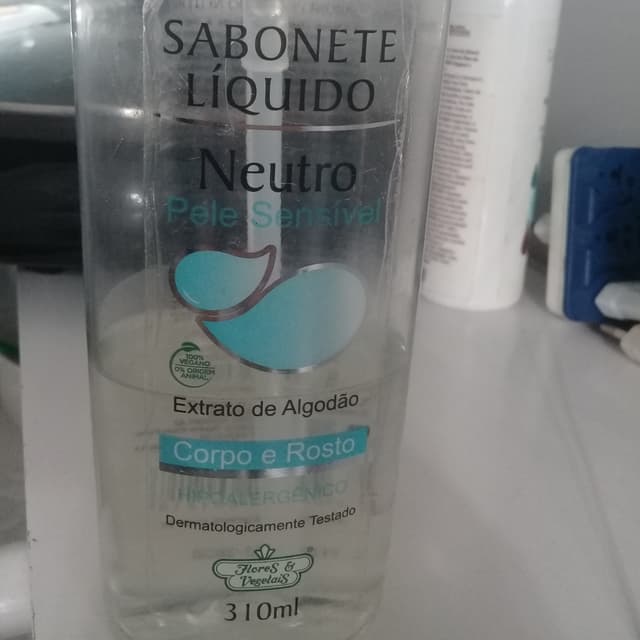 SABONETE
LÍQUIDO
Neutro
Pele Sensível
100%
VEGANO
0% ORIGEM
ANIMAL
Extrato de Algodão
Corpo e Rosto
HIPOALERGÊNICO
Dermatologicamente Testado
Flores &
Vegetais
310ml